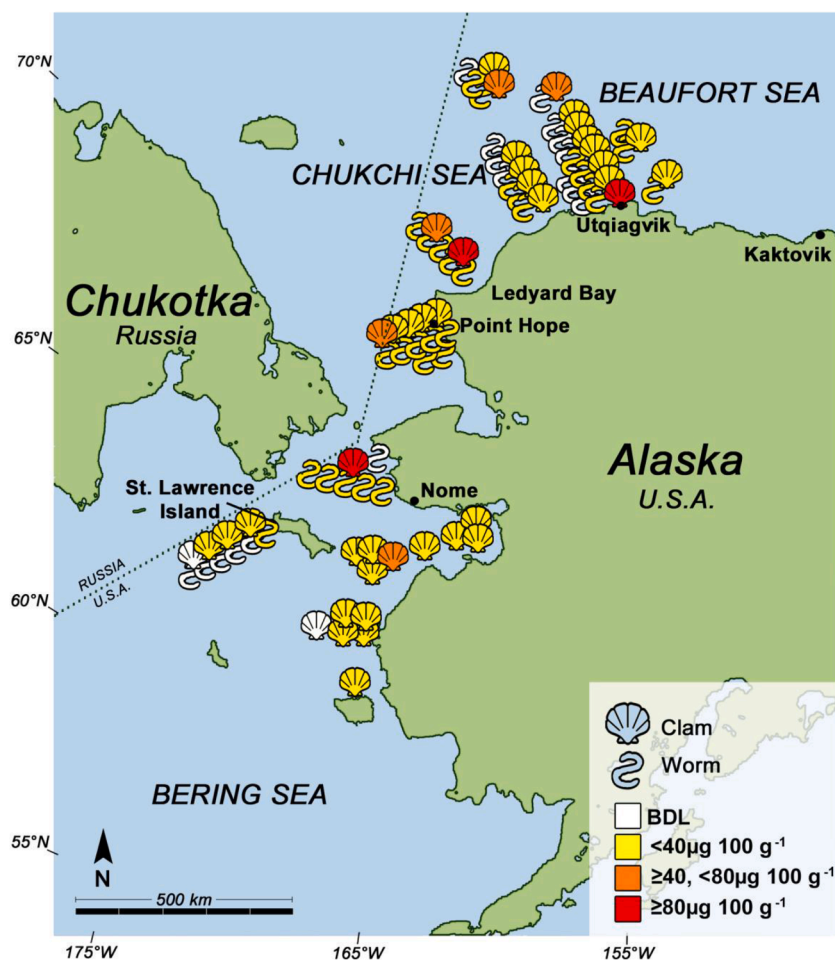 70°N
BEAUFORT SEA
CHUKCHI SEA
Utqiagvik
Kaktovik
Chukotka
Russia
Ledyard Bay
65°N
Point Hope
Alaska
U.S.A.
St. Lawrence
Island
Nome
RUSSIA
U.S.A.
60°N
Clam
Worm
BERING SEA
BDL
<40µg 100 g⁻¹
≥40, <80µg 100 g⁻¹
≥80µg 100 g⁻¹
55°N
N
500 km
175°W
165°W
155°W